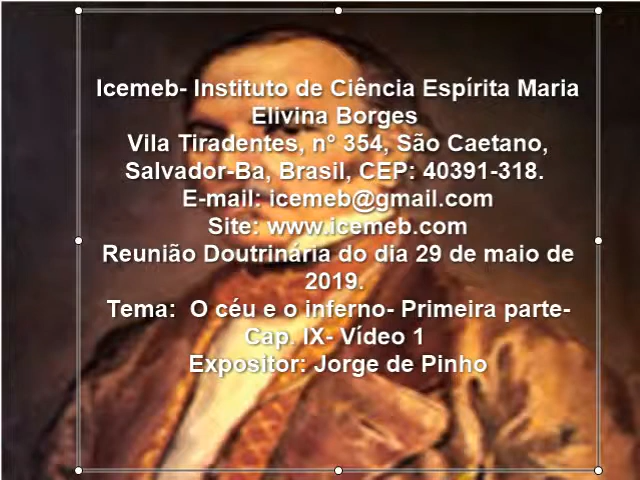 Icemeb- Instituto de Ciência Espírita Maria
Elivina Borges
Vila Tiradentes, n° 354, São Caetano,
Salvador-Ba, Brasil, CEP: 40391-318.
E-mail: icemeb@gmail.com
Site: www.icemeb.com
Reunião Doutrinária do dia 29 de maio de
2019.
Tema:  O céu e o inferno- Primeira parte-
Cap. IX- Vídeo 1
Expositor: Jorge de Pinho